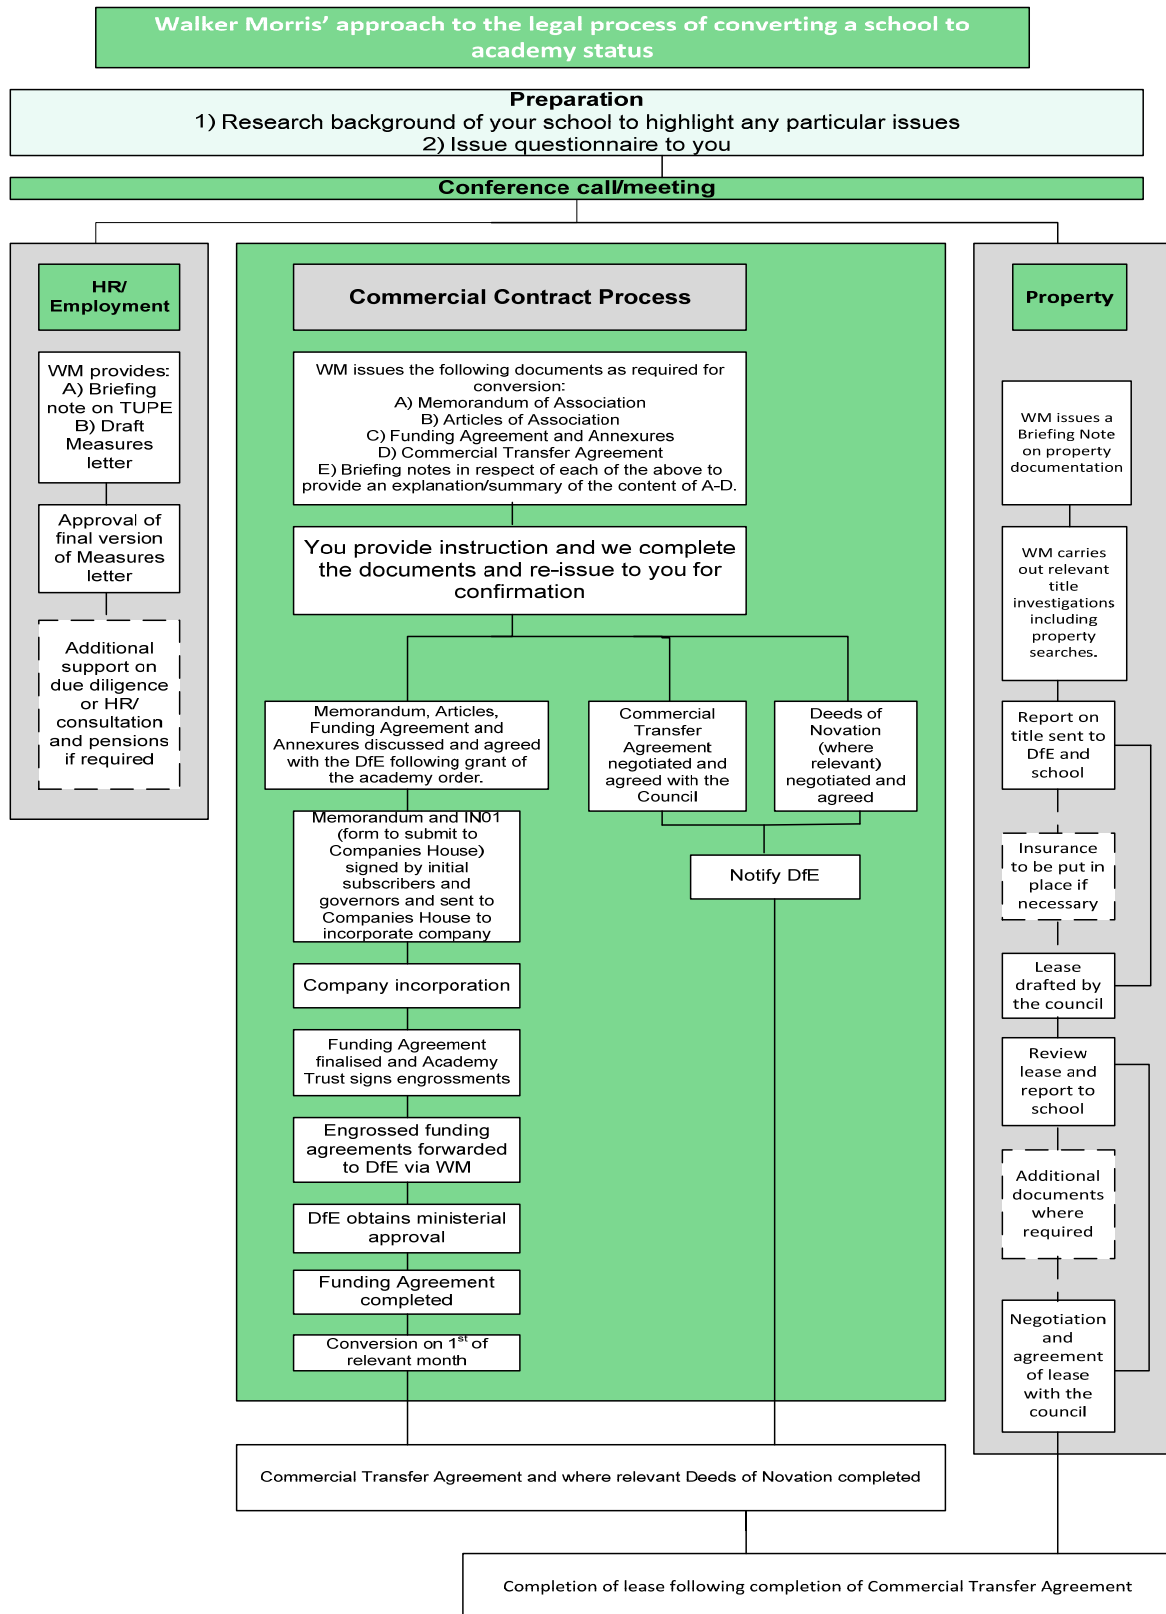 Walker Morris’ approach to the legal process of converting a school to
academy status
Preparation
1) Research background of your school to highlight any particular issues
2) Issue questionnaire to you
Conference call/meeting
HR/
Employment
WM provides:
A) Briefing
note on TUPE
B) Draft
Measures
letter
Approval of
final version
of Measures
letter
Additional
support on
due diligence
or HR/
consultation
and pensions
if required
Commercial Contract Process
WM issues the following documents as required for
conversion:
A) Memorandum of Association
B) Articles of Association
C) Funding Agreement and Annexures
D) Commercial Transfer Agreement
E) Briefing notes in respect of each of the above to
provide an explanation/summary of the content of A-D.
You provide instruction and we complete
the documents and re-issue to you for
confirmation
Memorandum, Articles,
Funding Agreement and
Annexures discussed and agreed
with the DfE following grant of
the academy order.
Memorandum and IN01
(form to submit to
Companies House)
signed by initial
subscribers and
governors and sent to
Companies House to
incorporate company
Company incorporation
Funding Agreement
finalised and Academy
Trust signs engrossments
Engrossed funding
agreements forwarded
to DfE via WM
DfE obtains ministerial
approval
Funding Agreement
completed
Conversion on 1st of
relevant month
Commercial
Transfer
Agreement
negotiated and
agreed with the
Council
Deeds of
Novation
(where
relevant)
negotiated and
agreed
Notify DfE
Property
WM issues a
Briefing Note
on property
documentation
WM carries
out relevant
title
investigations
including
property
searches.
Report on
title sent to
DfE and
school
Insurance
to be put in
place if
necessary
Lease
drafted by
the council
Review
lease and
report to
school
Additional
documents
where
required
Negotiation
and
agreement
of lease
with the
council
Commercial Transfer Agreement and where relevant Deeds of Novation completed
Completion of lease following completion of Commercial Transfer Agreement